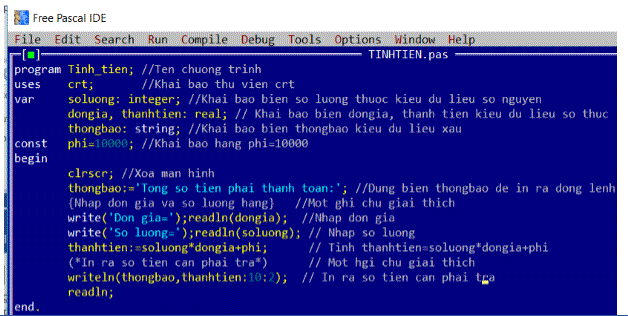 Free Pascal IDE
File Edit Search Run Compile Debug Tools Options Window Help
[■] TINHTIEN.pas
program Tinh_tien; //Ten chuong trinh
uses crt; //Khai bao thu vien crt
var soluong: integer; //Khai bao bien so luong thuoc kieu du lieu so nguyen
dongia, thanhtien: real; // Khai bao bien dongia, thanh tien kieu du lieu so thuc
thongbao: string; //Khai bao bien thongbao kieu du lieu xau
const phi=10000; //Khai bao hang phi=10000
begin
clrscr; //Xoa man hinh
thongbao:='Tong so tien phai thanh toan:'; //Dung bien thongbao de in ra dong lenh
{Nhap don gia va so luong hang} //Mot ghi chu giai thich
write('Don gia=');readln(dongia); //Nhap don gia
write('So luong=');readln(soluong); // Nhap so luong
thanhtien:=soluong*dongia+phi; // Tinh thanhtien=soluong*dongia+phi
(*In ra so tien can phai tra*) // Mot hgi chu giai thich
writeln(thongbao,thanhtien:10:2); // In ra so tien can phai tra
readln;
end.